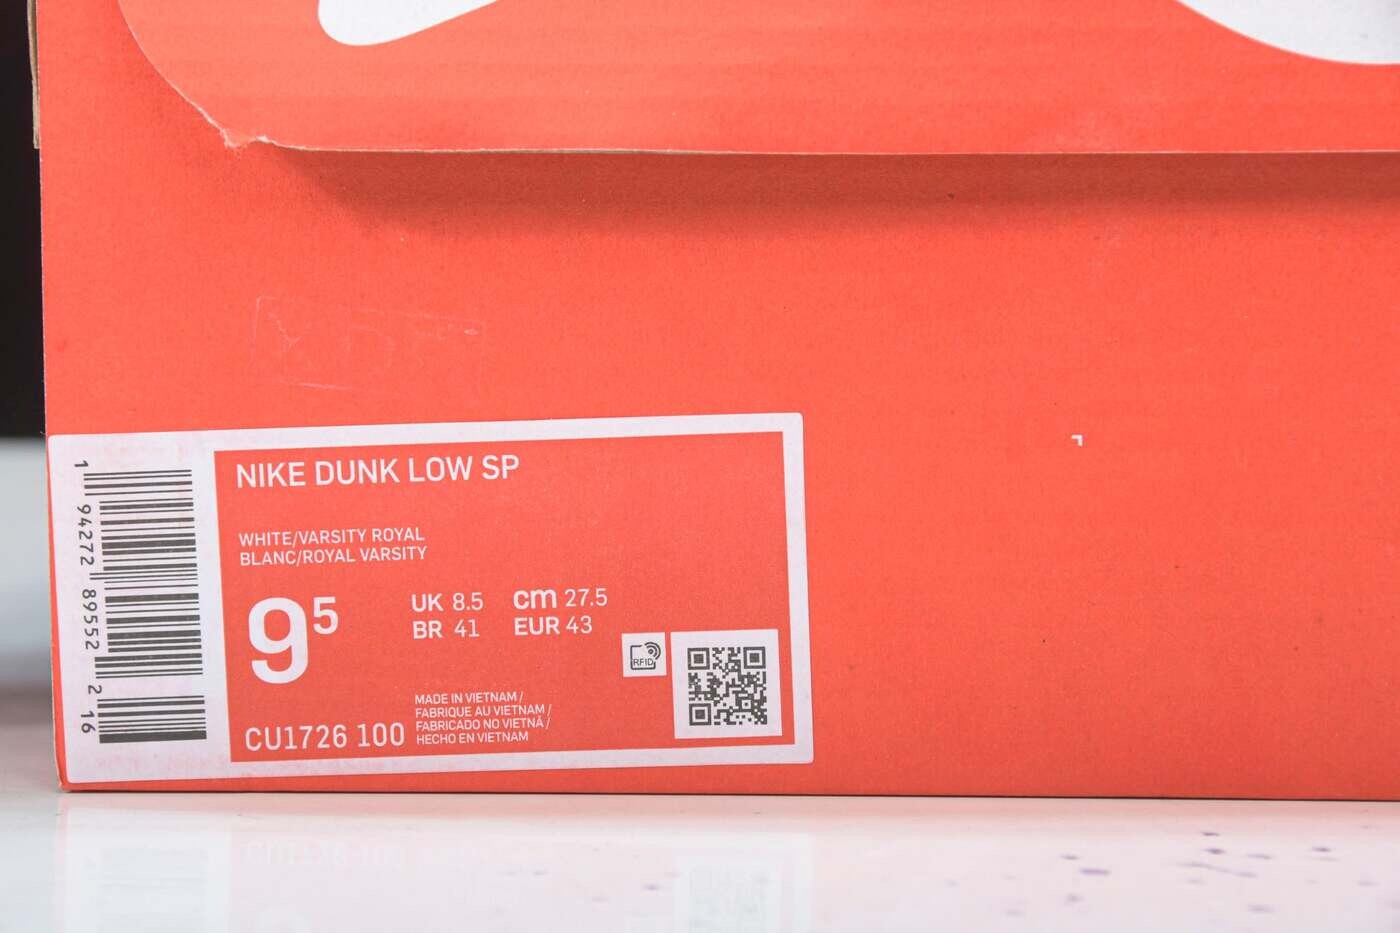 NIKE DUNK LOW SP
WHITE/VARSITY ROYAL
BLANC/ROYAL VARSITY
9 5
UK 8.5 cm 27.5
BR 41 EUR 43
RFID
MADE IN VIETNAM /
FABRIQUE AU VIETNAM /
FABRICADO NO VIETNÃ /
HECHO EN VIETNAM
CU1726 100
1 94272 89552 2 16